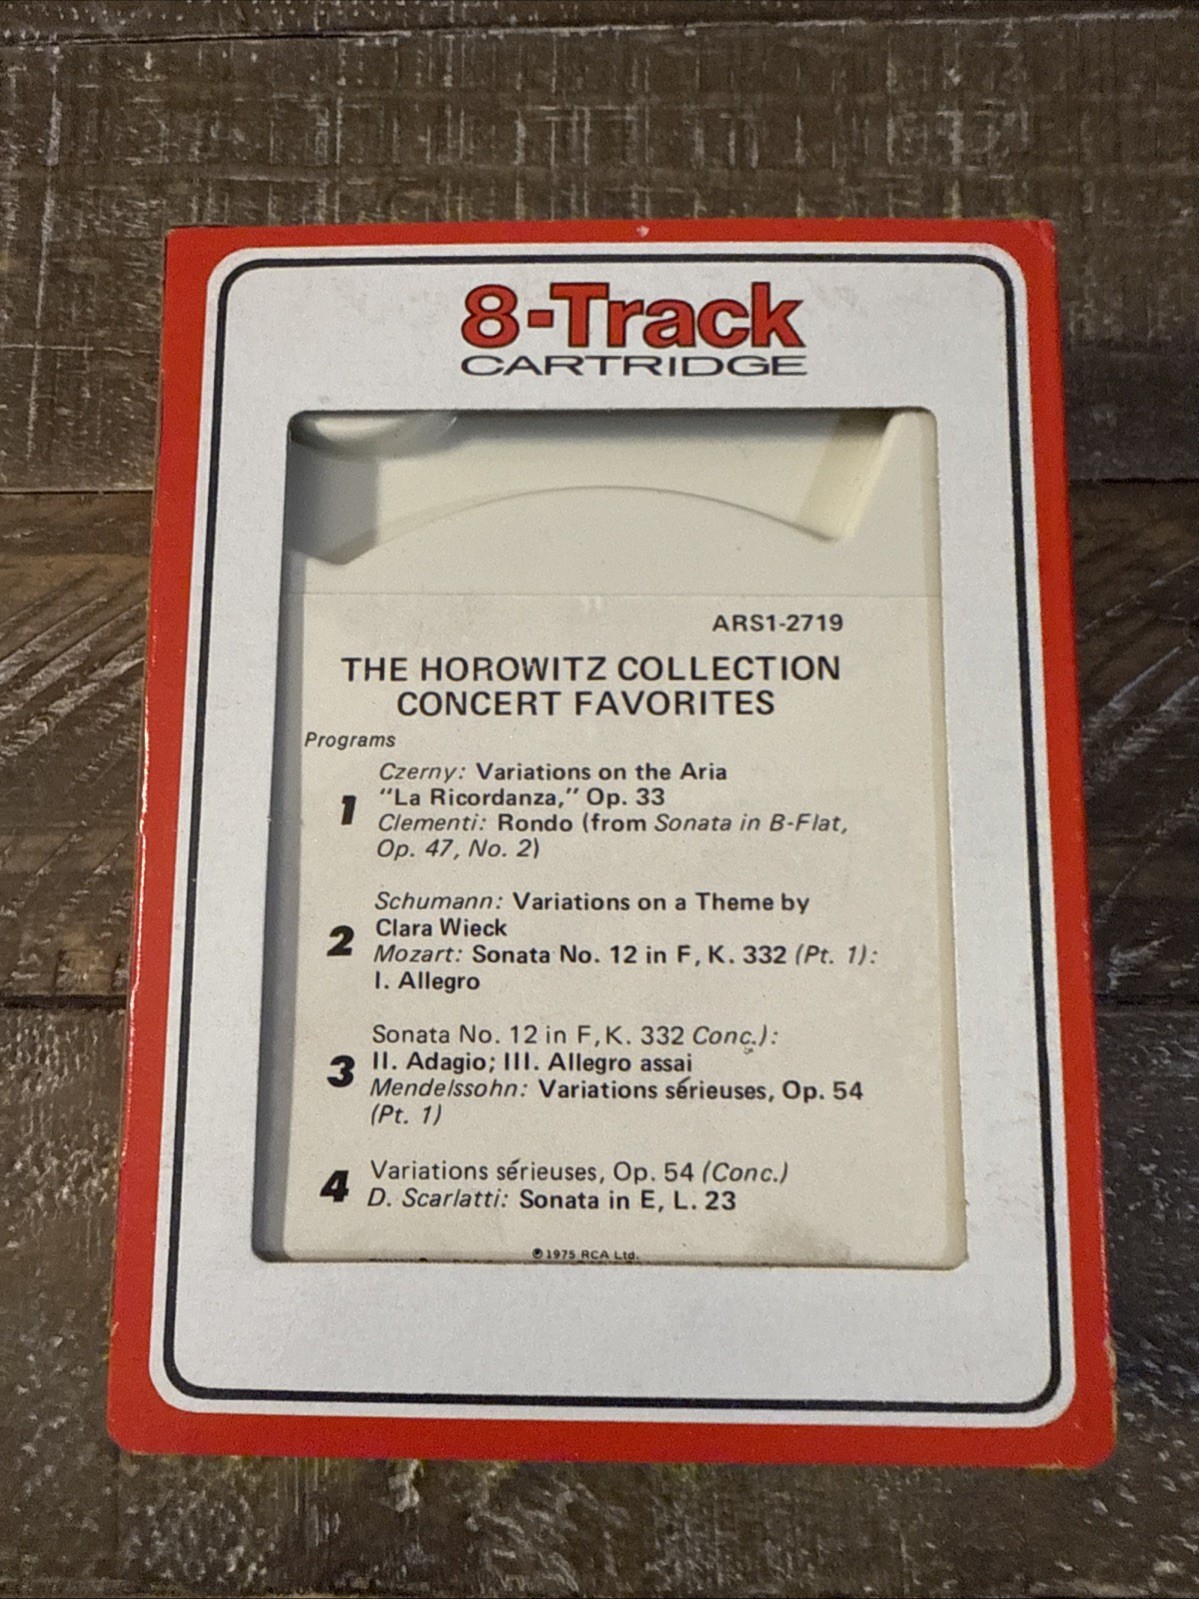 8-Track
CARTRIDGE
ARS1-2719
THE HOROWITZ COLLECTION
CONCERT FAVORITES
Programs
1
Czerny: Variations on the Aria
"La Ricordanza," Op. 33
Clementi: Rondo (from Sonata in B-Flat,
Op. 47, No. 2)
2
Schumann: Variations on a Theme by
Clara Wieck
Mozart: Sonata No. 12 in F, K. 332 (Pt. 1):
I. Allegro
3
Sonata No. 12 in F, K. 332 Conc.):
II. Adagio; III. Allegro assai
Mendelssohn: Variations sérieuses, Op. 54
(Pt. 1)
4
Variations sérieuses, Op. 54 (Conc.)
D. Scarlatti: Sonata in E, L. 23
℗ 1975 RCA Ltd.